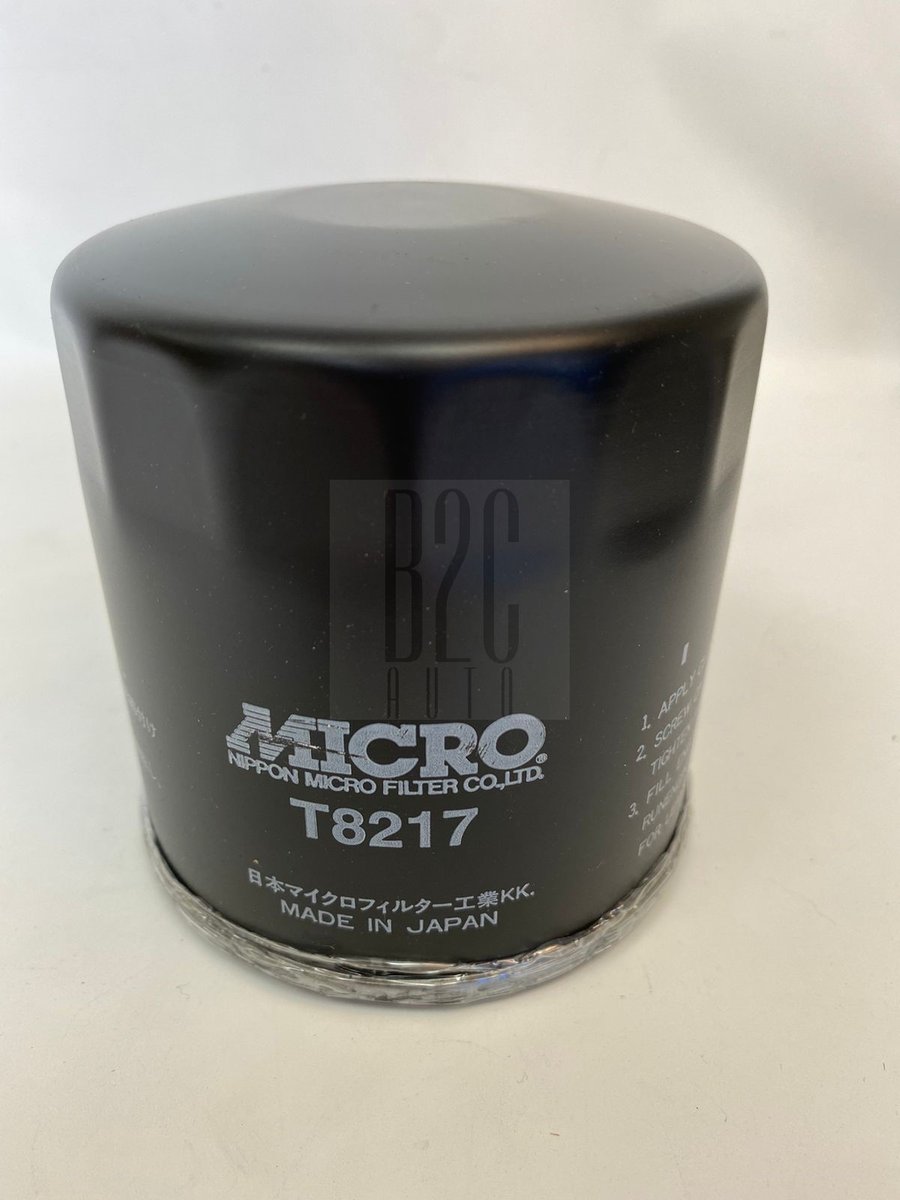 B2C
AUTO
MICRO®
NIPPON MICRO FILTER CO.,LTD.
T8217
日本マイクロフィルター工業KK.
MADE IN JAPAN
1. APPLY
2. SCREW
TIGHTEN
3. FILL
FOR